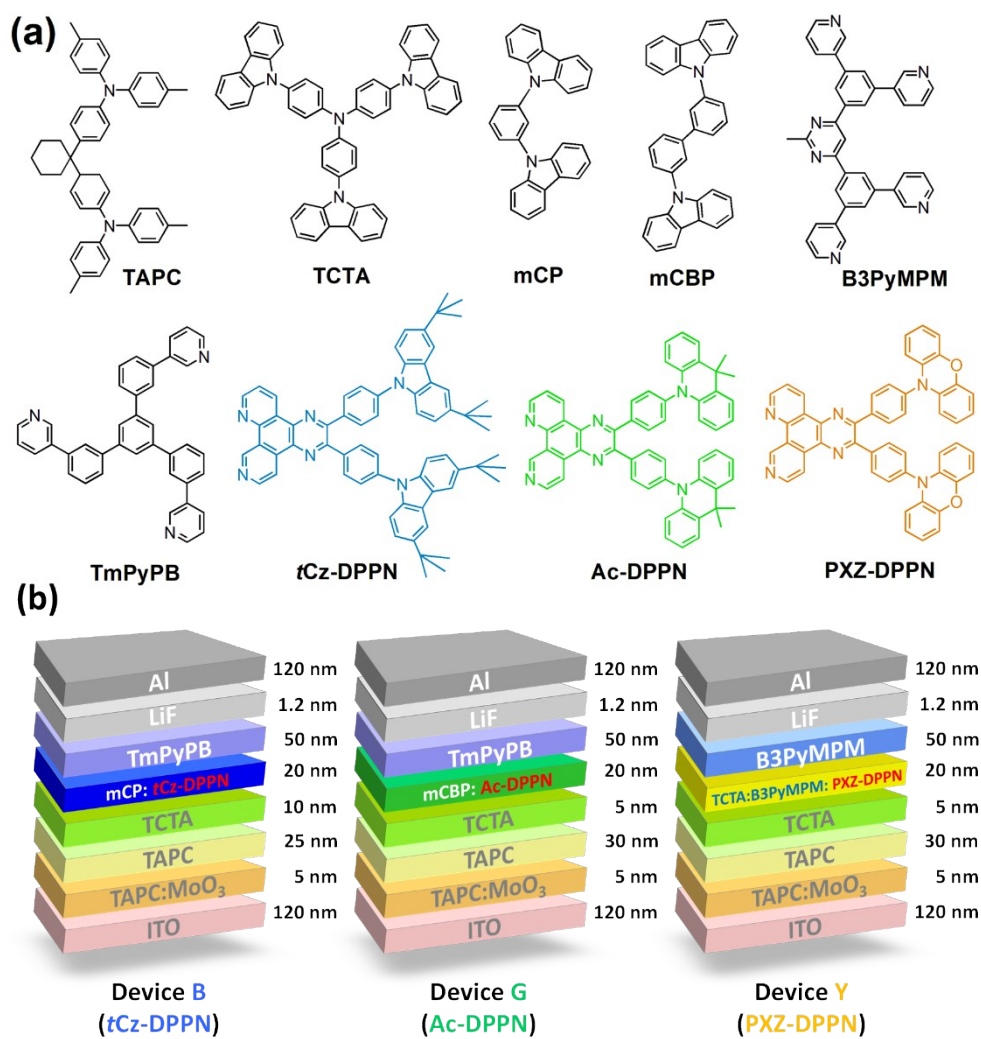 (a)
TAPC
TCTA
mCP
mCBP
B3PyMPM
TmPyPB
tCz-DPPN
Ac-DPPN
PXZ-DPPN
(b)
Al
120 nm
LiF
1.2 nm
TmPyPB
50 nm
mCP: tCz-DPPN
20 nm
TCTA
10 nm
TAPC
25 nm
TAPC:MoO₃
5 nm
ITO
120 nm
Device B
(tCz-DPPN)
Al
120 nm
LiF
1.2 nm
TmPyPB
50 nm
mCBP: Ac-DPPN
20 nm
TCTA
5 nm
TAPC
30 nm
TAPC:MoO₃
5 nm
ITO
120 nm
Device G
(Ac-DPPN)
Al
120 nm
LiF
1.2 nm
B3PyMPM
50 nm
TCTA:B3PyMPM: PXZ-DPPN
20 nm
TCTA
5 nm
TAPC
30 nm
TAPC:MoO₃
5 nm
ITO
120 nm
Device Y
(PXZ-DPPN)